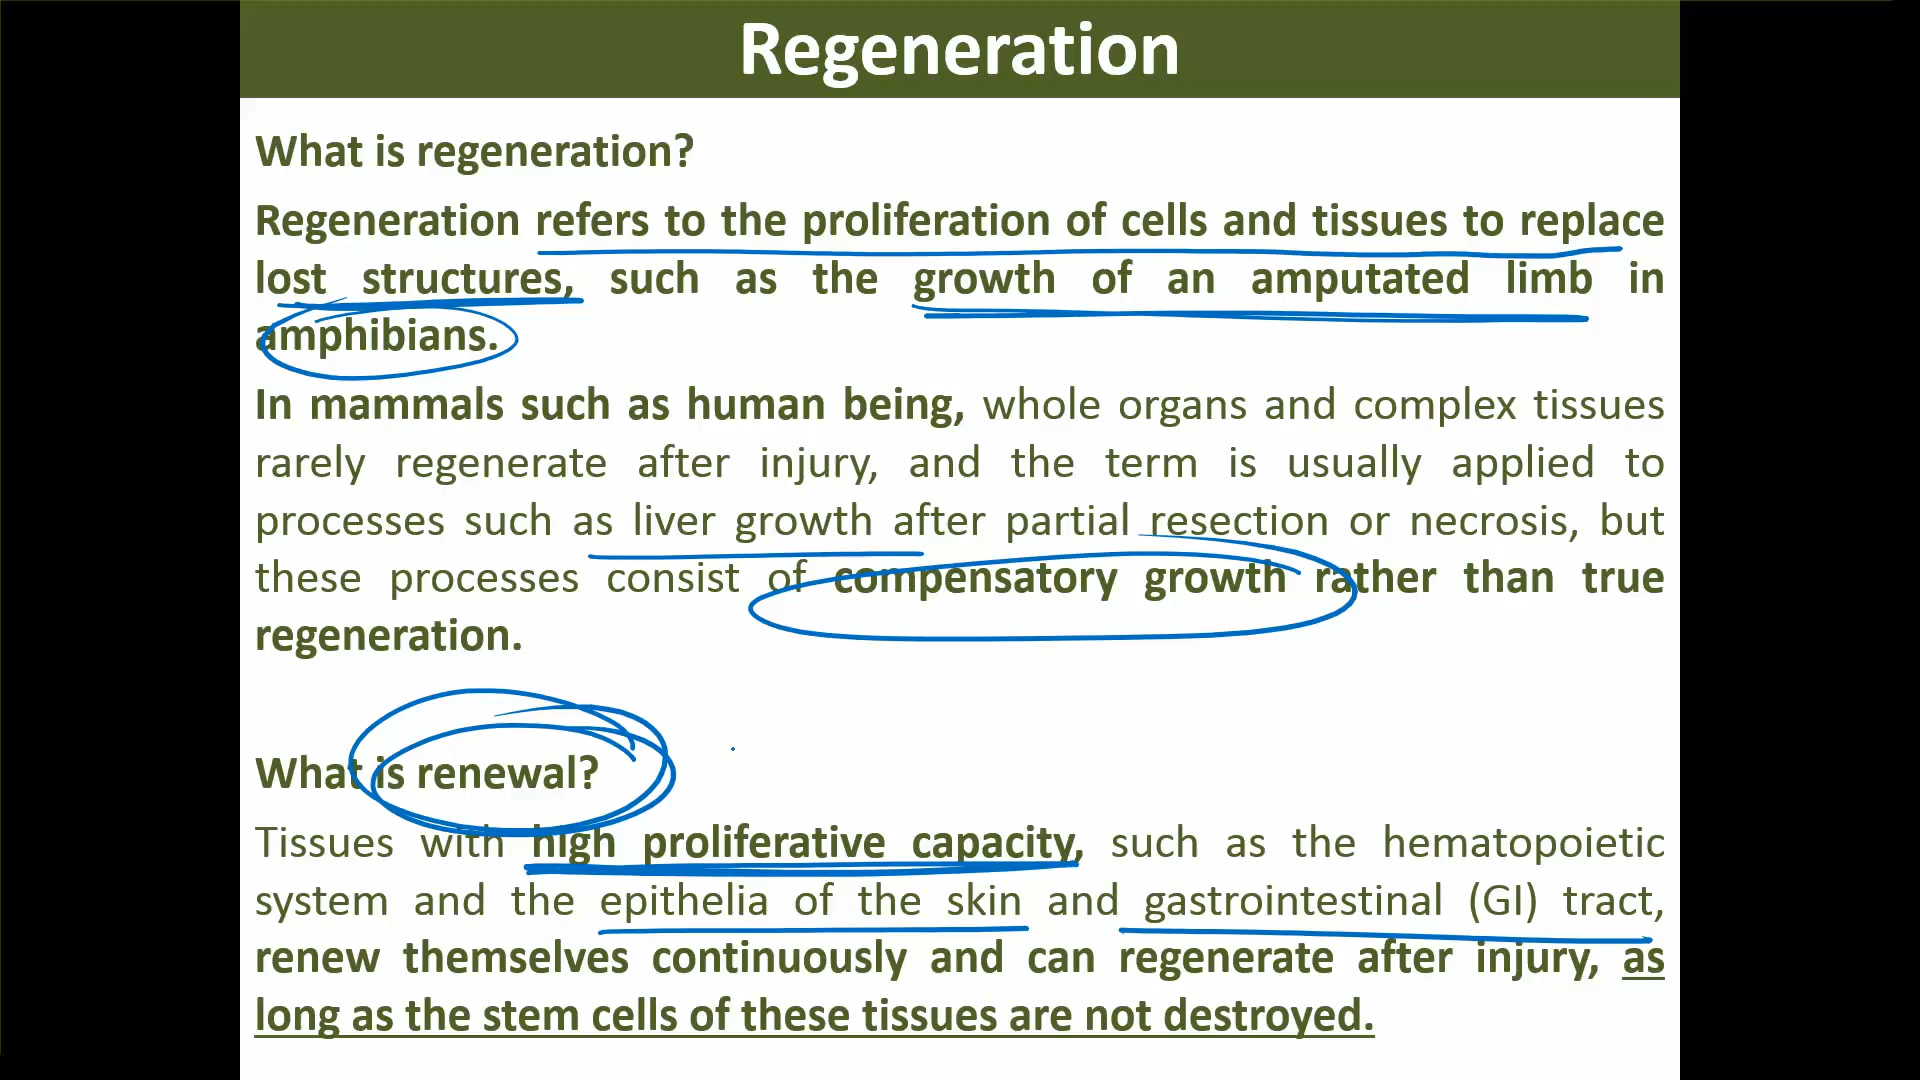 Regeneration
What is regeneration?
Regeneration refers to the proliferation of cells and tissues to replace
lost structures, such as the growth of an amputated limb in
amphibians.
In mammals such as human being, whole organs and complex tissues
rarely regenerate after injury, and the term is usually applied to
processes such as liver growth after partial resection or necrosis, but
these processes consist of compensatory growth rather than true
regeneration.
What is renewal?
Tissues with high proliferative capacity, such as the hematopoietic
system and the epithelia of the skin and gastrointestinal (GI) tract,
renew themselves continuously and can regenerate after injury, as
long as the stem cells of these tissues are not destroyed.